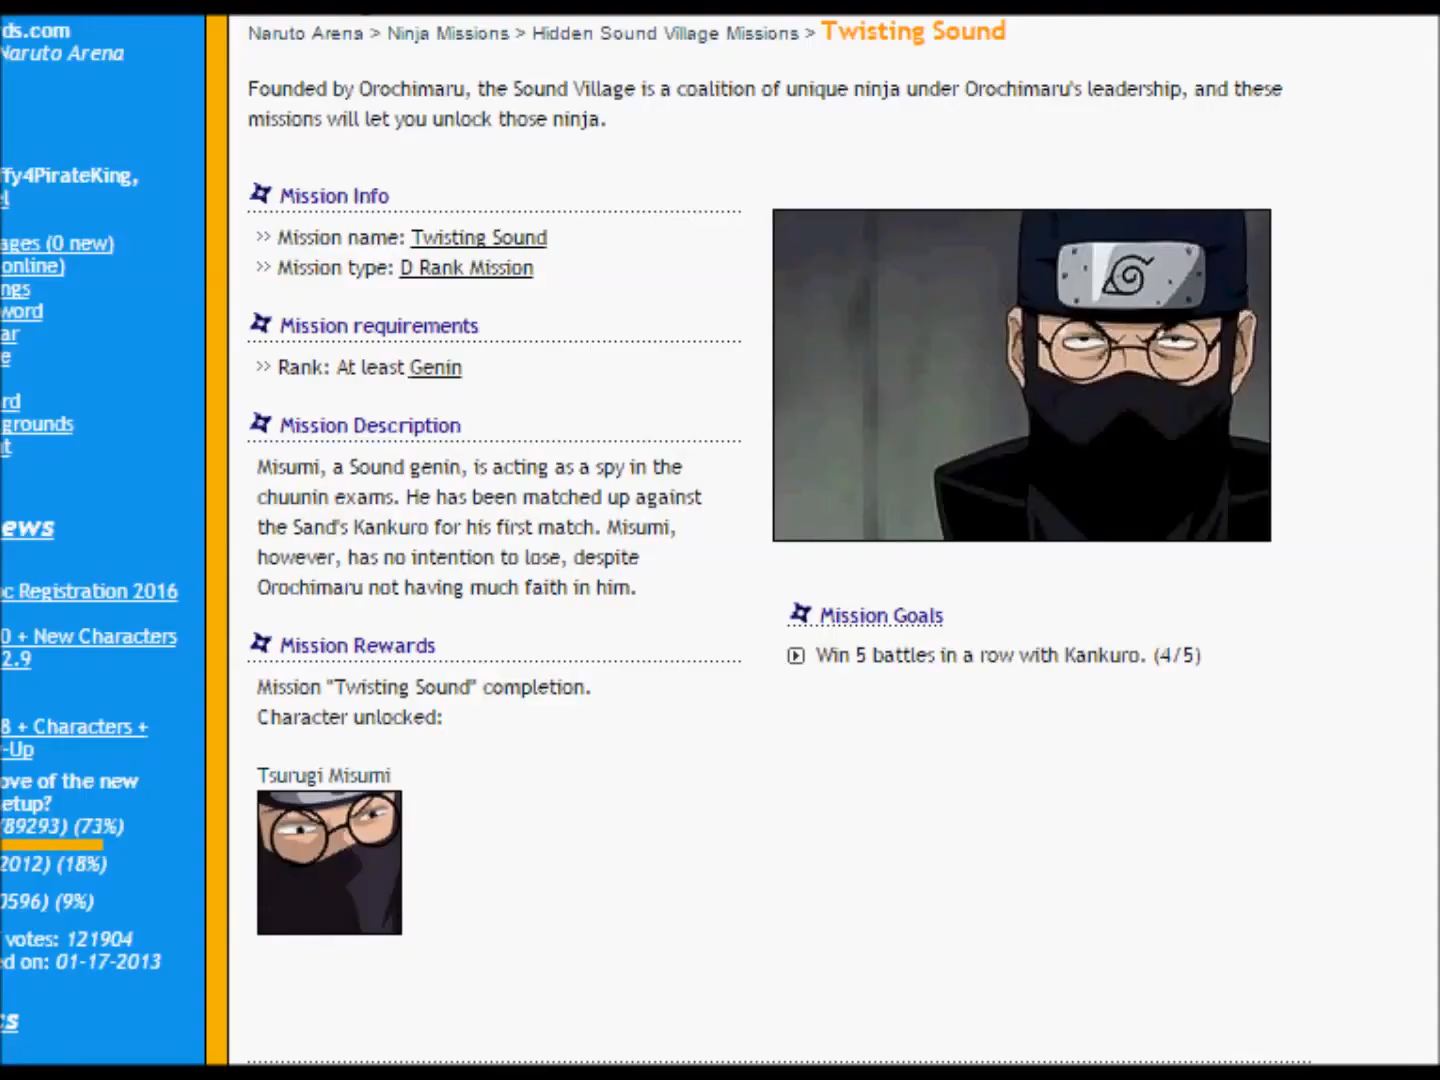 ds.com
Naruto Arena
ffy4PirateKing,
ages (0 new)
online)
ngs
word
ar
e
rd
grounds
t
ews
oc Registration 2016
0 + New Characters
2.9
8 + Characters +
-Up
ove of the new
etup?
89293) (73%)
2012) (18%)
0596) (9%)
votes: 121904
ed on: 01-17-2013
cs
Naruto Arena > Ninja Missions > Hidden Sound Village Missions > Twisting Sound
Founded by Orochimaru, the Sound Village is a coalition of unique ninja under Orochimaru's leadership, and these
missions will let you unlock those ninja.
Mission Info
>> Mission name: Twisting Sound
>> Mission type: D Rank Mission
Mission requirements
>> Rank: At least Genin
Mission Description
Misumi, a Sound genin, is acting as a spy in the
chuunin exams. He has been matched up against
the Sand's Kankuro for his first match. Misumi,
however, has no intention to lose, despite
Orochimaru not having much faith in him.
Mission Rewards
Mission "Twisting Sound" completion.
Character unlocked:
Tsurugi Misumi
Mission Goals
Win 5 battles in a row with Kankuro. (4/5)